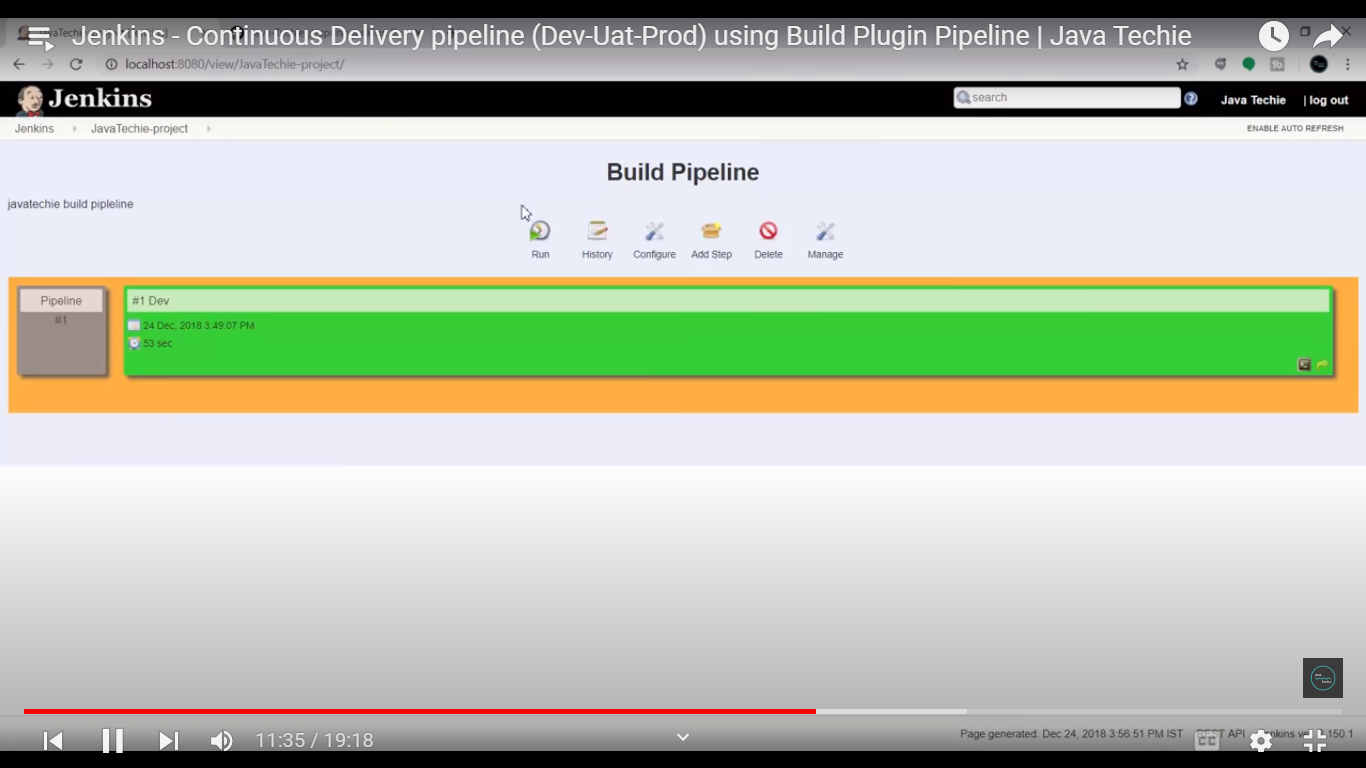 Jenkins - Continuous Delivery pipeline (Dev-Uat-Prod) using Build Plugin Pipeline | Java Techie
localhost:8080/view/JavaTechie-project/
Jenkins
search
Java Techie | log out
Jenkins JavaTechie-project
ENABLE AUTO REFRESH
Build Pipeline
javatechie build pipleline
Run History Configure Add Step Delete Manage
Pipeline
#1
#1 Dev
24 Dec, 2018 3:49:07 PM
53 sec
11:35 / 19:18
Page generated: Dec 24, 2018 3:56:51 PM IST
CC